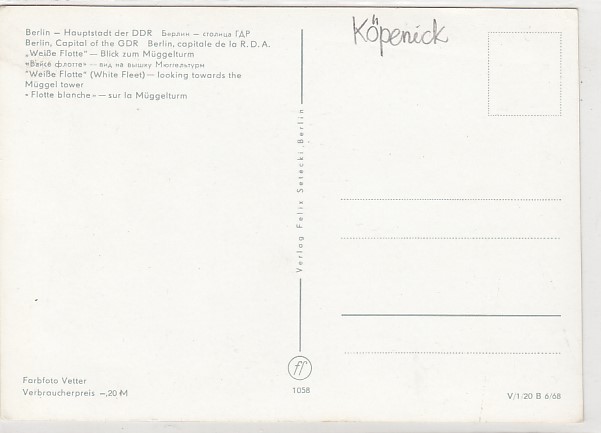 Berlin – Hauptstadt der DDR   Берлин – столица ГДР
Berlin, Capital of the GDR   Berlin, capitale de la R. D. A.
„Weiße Flotte“ – Blick zum Müggelturm
«Вейсе флотте» – вид на вышку Мюггельтурм
"Weiße Flotte" (White Fleet) – looking towards the
Müggel tower
« Flotte blanche » – sur la Müggelturm
Köpenick
Verlag Felix Setecki, Berlin
Farbfoto Vetter
Verbraucherpreis –,20 M
ff
1058
V/1/20 B 6/68